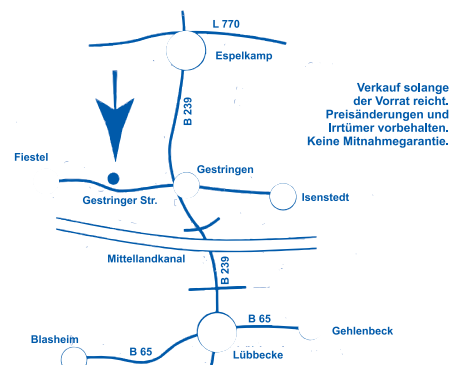 L 770
Espelkamp
B 239
Verkauf solange
der Vorrat reicht.
Preisänderungen und
Irrtümer vorbehalten.
Keine Mitnahmegarantie.
Fiestel
Gestringen
Gestringer Str.
Isenstedt
Mittellandkanal
B 239
B 65
Gehlenbeck
Blasheim
B 65
Lübbecke